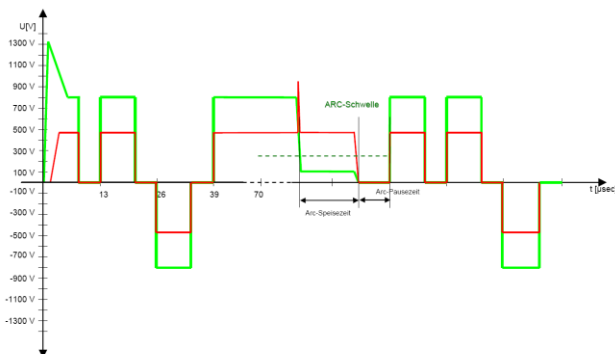 U[V]
1300 V
1100 V
900 V
700 V
500 V
300 V
100 V
-100 V
-300 V
-500 V
-700 V
-900 V
-1100 V
-1300 V
13
26
39
70
ARC-Schwelle
t [µsec]
Arc-Speisezeit
Arc-Pausezeit